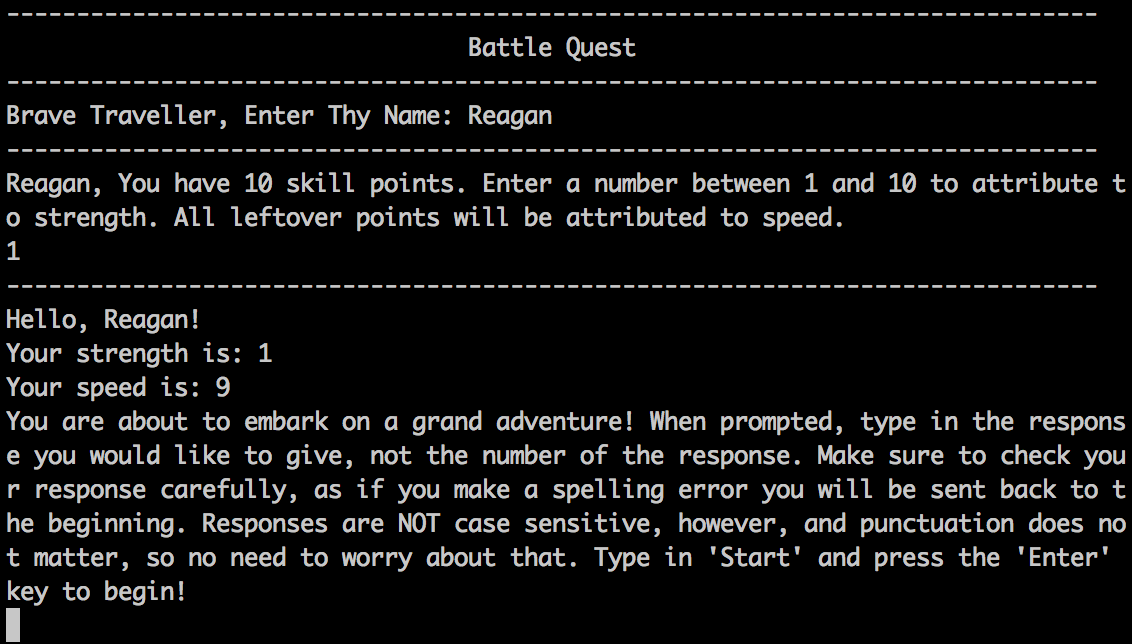 ------------------------------------------------------------------------------
Battle Quest
------------------------------------------------------------------------------
Brave Traveller, Enter Thy Name: Reagan
------------------------------------------------------------------------------
Reagan, You have 10 skill points. Enter a number between 1 and 10 to attribute t
o strength. All leftover points will be attributed to speed.
1
------------------------------------------------------------------------------
Hello, Reagan!
Your strength is: 1
Your speed is: 9
You are about to embark on a grand adventure! When prompted, type in the respons
e you would like to give, not the number of the response. Make sure to check you
r response carefully, as if you make a spelling error you will be sent back to t
he beginning. Responses are NOT case sensitive, however, and punctuation does no
t matter, so no need to worry about that. Type in 'Start' and press the 'Enter'
key to begin!